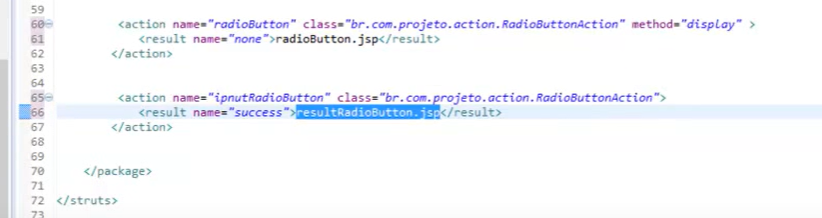 59
60 <action name="radioButton" class="br.com.projeto.action.RadioButtonAction" method="display" >
61 <result name="none">radioButton.jsp</result>
62 </action>
63
64
65 <action name="ipnutRadioButton" class="br.com.projeto.action.RadioButtonAction">
66 <result name="success">resultRadioButton.jsp</result>
67 </action>
68
69
70 </package>
71
72 </struts>
73